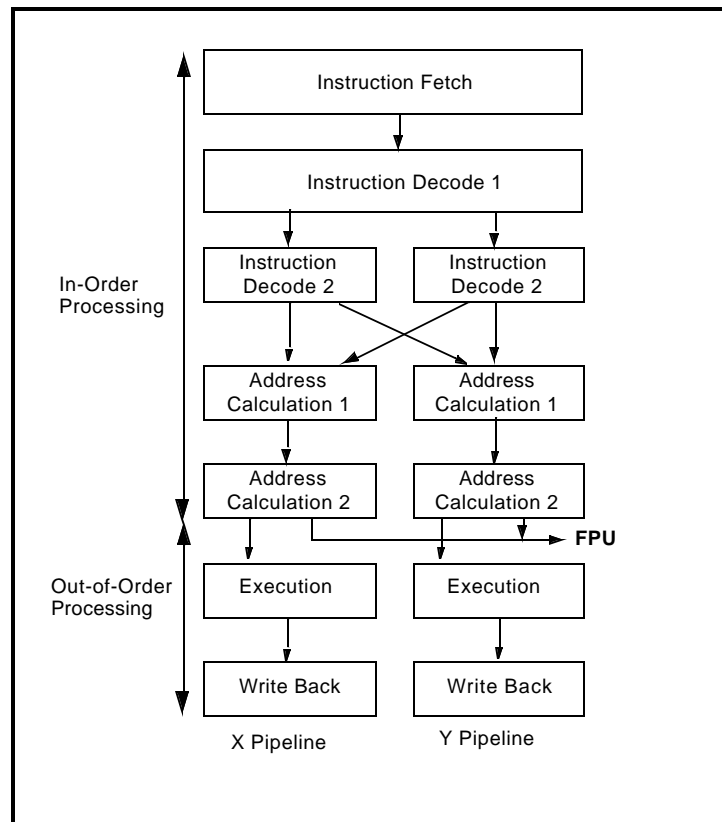 Instruction Fetch
Instruction Decode 1
Instruction
Decode 2
Instruction
Decode 2
In-Order
Processing
Address
Calculation 1
Address
Calculation 1
Address
Calculation 2
Address
Calculation 2
FPU
Out-of-Order
Processing
Execution
Execution
Write Back
Write Back
X Pipeline
Y Pipeline